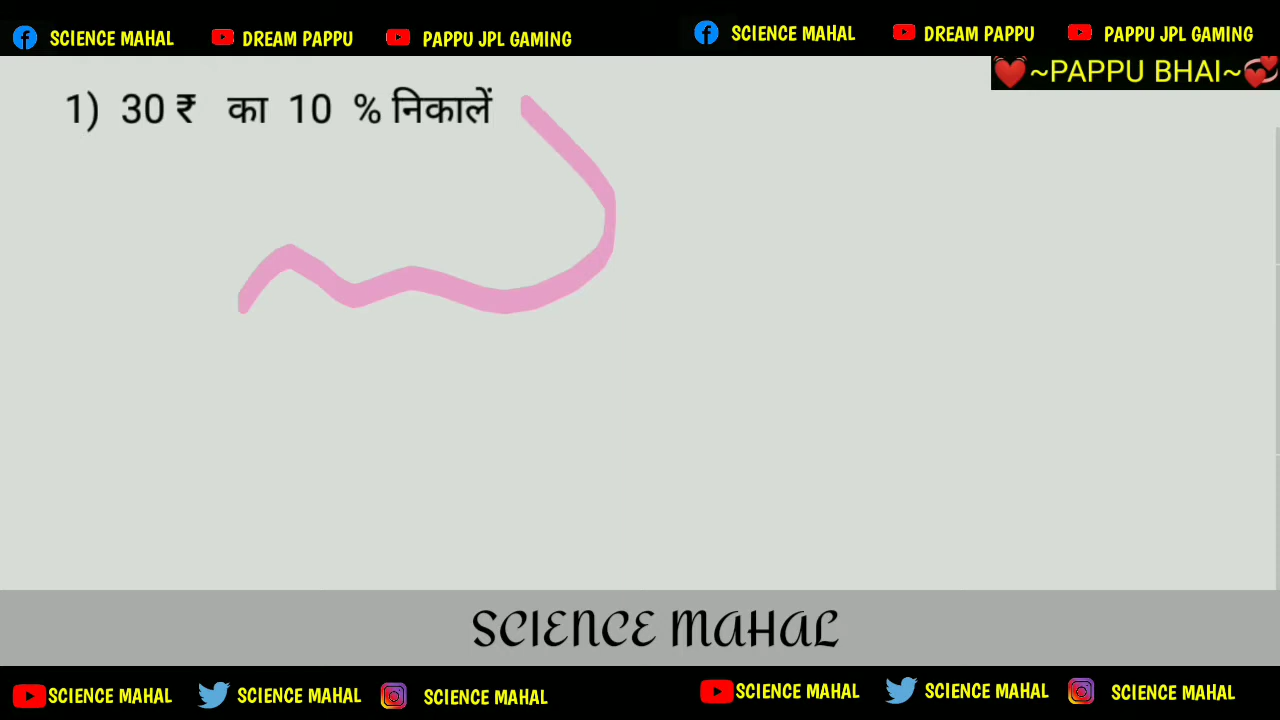 SCIENCE MAHAL DREAM PAPPU PAPPU JPL GAMING SCIENCE MAHAL DREAM PAPPU PAPPU JPL GAMING
❤~PAPPU BHAI~💞
1) 30 ₹ का 10 % निकालें
SCIENCE MAHAL
SCIENCE MAHAL SCIENCE MAHAL SCIENCE MAHAL SCIENCE MAHAL SCIENCE MAHAL SCIENCE MAHAL